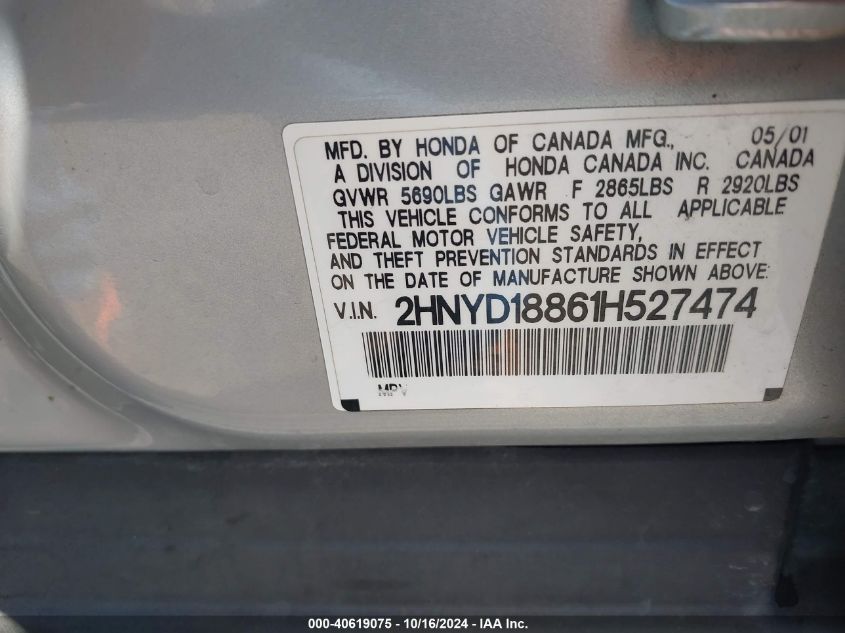 MFD. BY HONDA OF CANADA MFG., 05/01
A DIVISION OF HONDA CANADA INC. CANADA
GVWR 5690LBS GAWR F 2865LBS R 2920LBS
THIS VEHICLE CONFORMS TO ALL APPLICABLE
FEDERAL MOTOR VEHICLE SAFETY,
AND THEFT PREVENTION STANDARDS IN EFFECT
ON THE DATE OF MANUFACTURE SHOWN ABOVE:
V.I.N. 2HNYD18861H527474
MPV
000-40619075 - 10/16/2024 - IAA Inc.